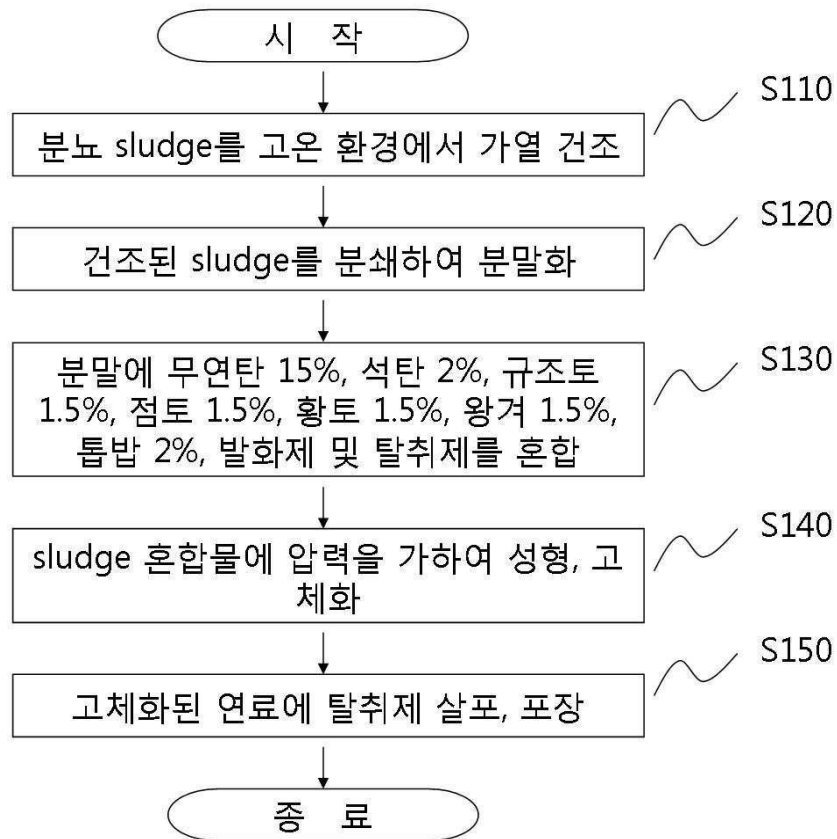 시 작
S110
분뇨 sludge를 고온 환경에서 가열 건조
S120
건조된 sludge를 분쇄하여 분말화
S130
분말에 무연탄 15%, 석탄 2%, 규조토
1.5%, 점토 1.5%, 황토 1.5%, 왕겨 1.5%,
톱밥 2%, 발화제 및 탈취제를 혼합
S140
sludge 혼합물에 압력을 가하여 성형, 고
체화
S150
고체화된 연료에 탈취제 살포, 포장
종 료